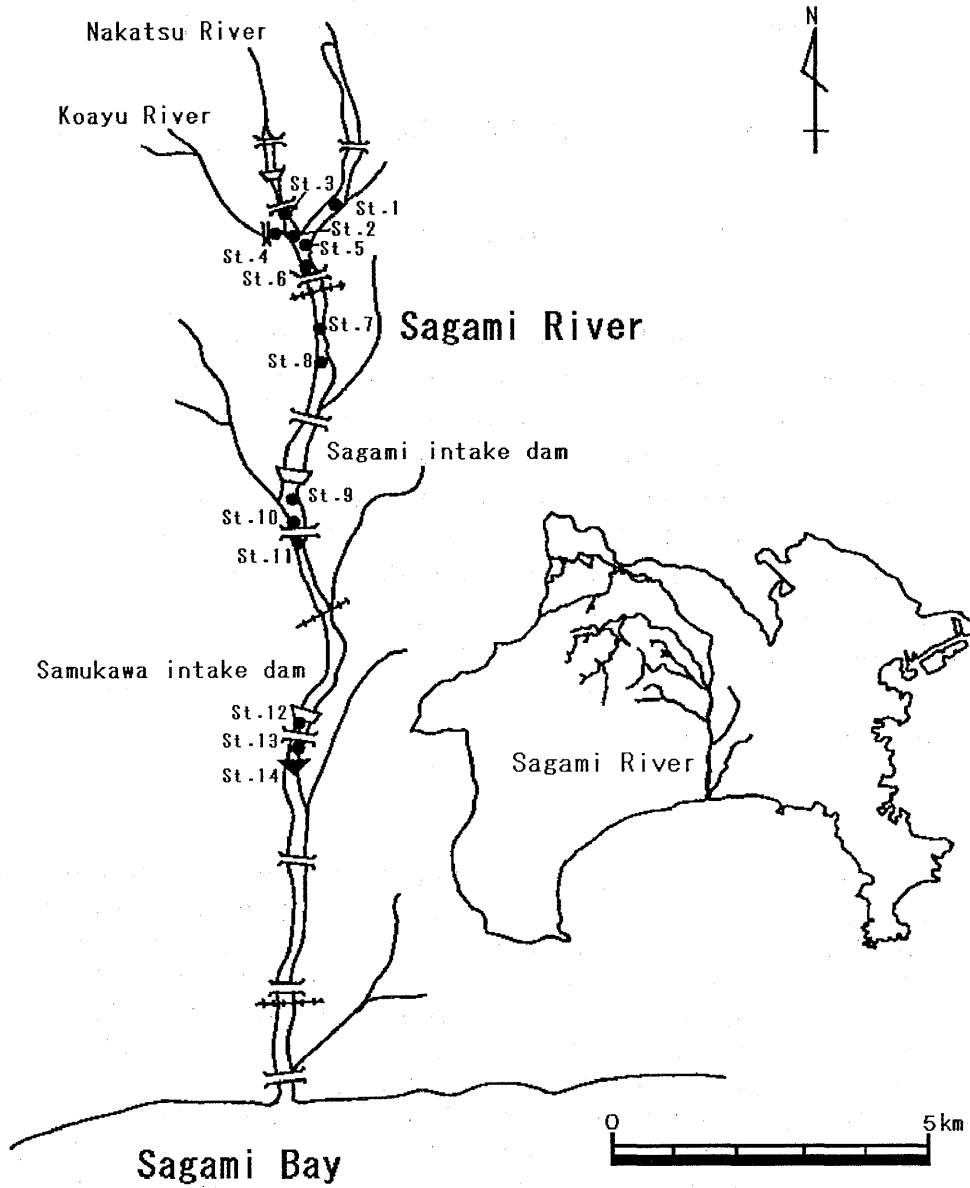 Nakatsu River
N
Koayu River
St.3
St.1
St.2
St.4
St.5
St.6
St.7
Sagami River
St.8
Sagami intake dam
St.9
St.10
St.11
Samukawa intake dam
St.12
St.13
Sagami River
St.14
0 5km
Sagami Bay